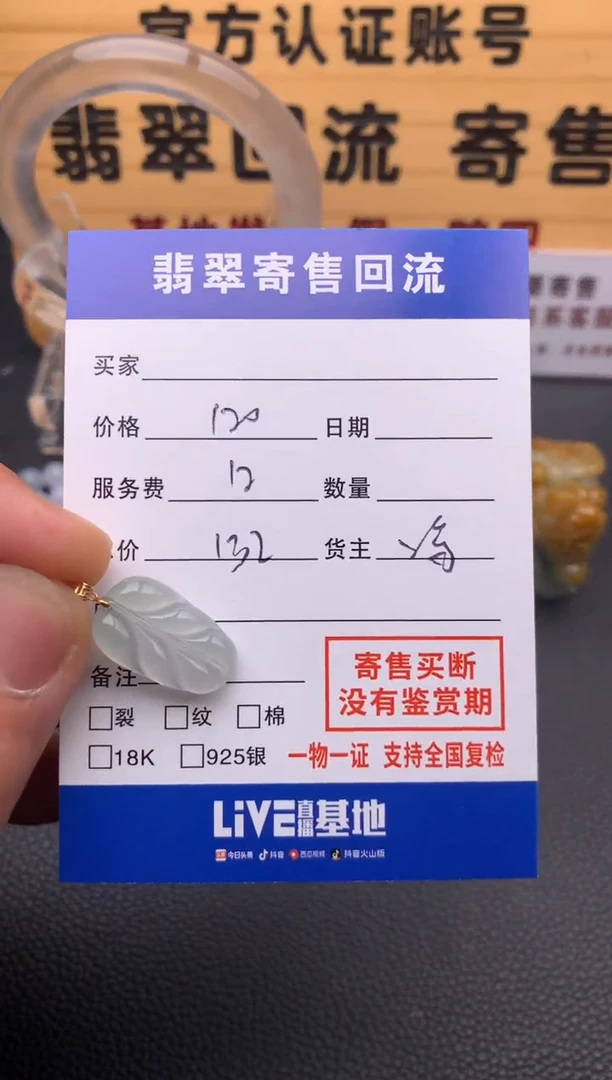 官方认证账号
翡翠回流 寄售
翡翠寄售回流
买家
价格 120 日期
服务费 12 数量
价 132 货主
备注
裂 纹 棉
18K 925银
寄售买断
没有鉴赏期
一物一证 支持全国复检
LiVE直播基地
今日头条 抖音 西瓜视频 抖音火山版